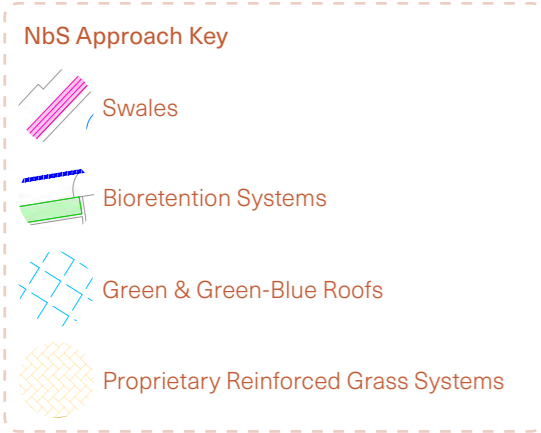 NbS Approach Key
Swales
Bioretention Systems
Green & Green-Blue Roofs
Proprietary Reinforced Grass Systems